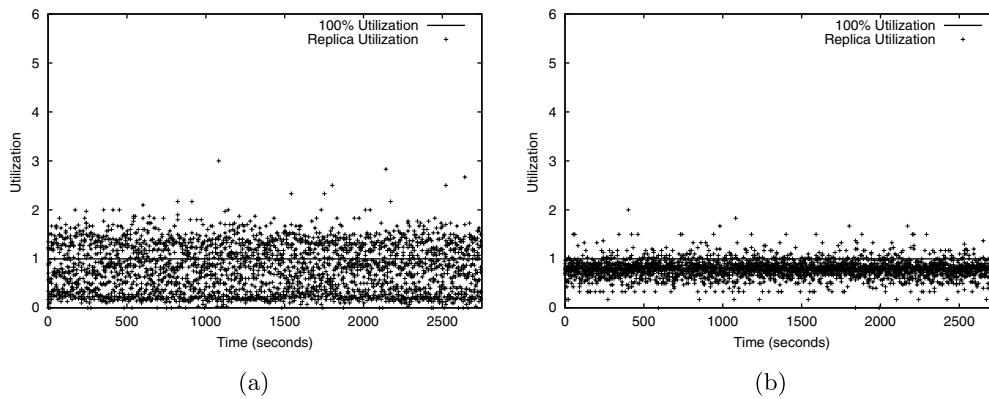 6
5
4
3
2
1
0
Utilization
0 500 1000 1500 2000 2500
Time (seconds)
100% Utilization
Replica Utilization
(a)
6
5
4
3
2
1
0
Utilization
0 500 1000 1500 2000 2500
Time (seconds)
100% Utilization
Replica Utilization
(b)